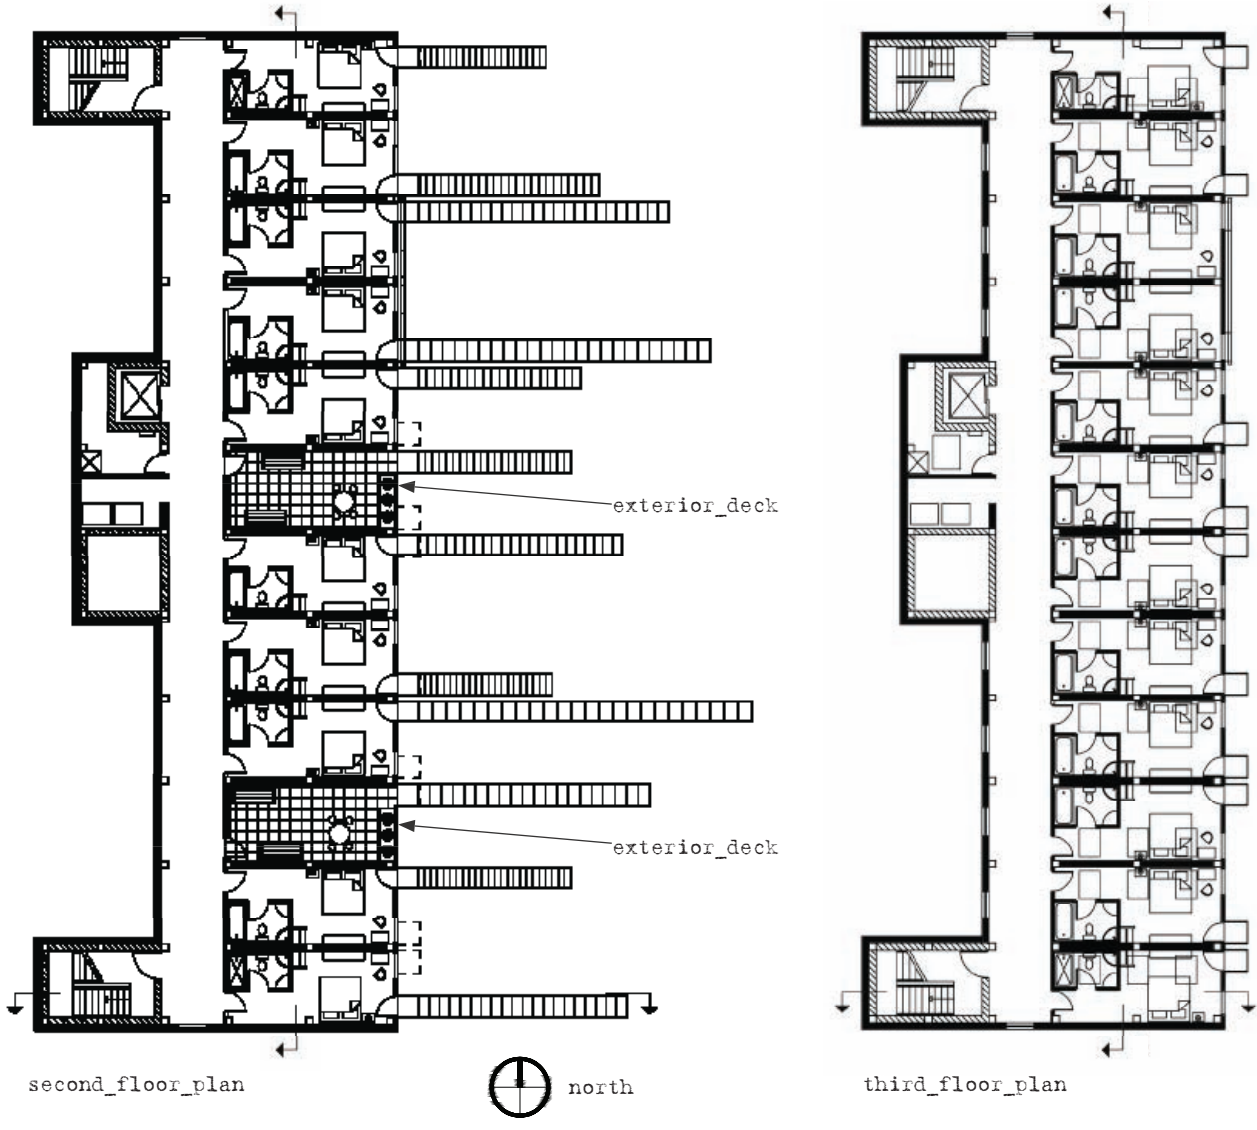 exterior_deck
exterior_deck
second_floor_plan
north
third_floor_plan